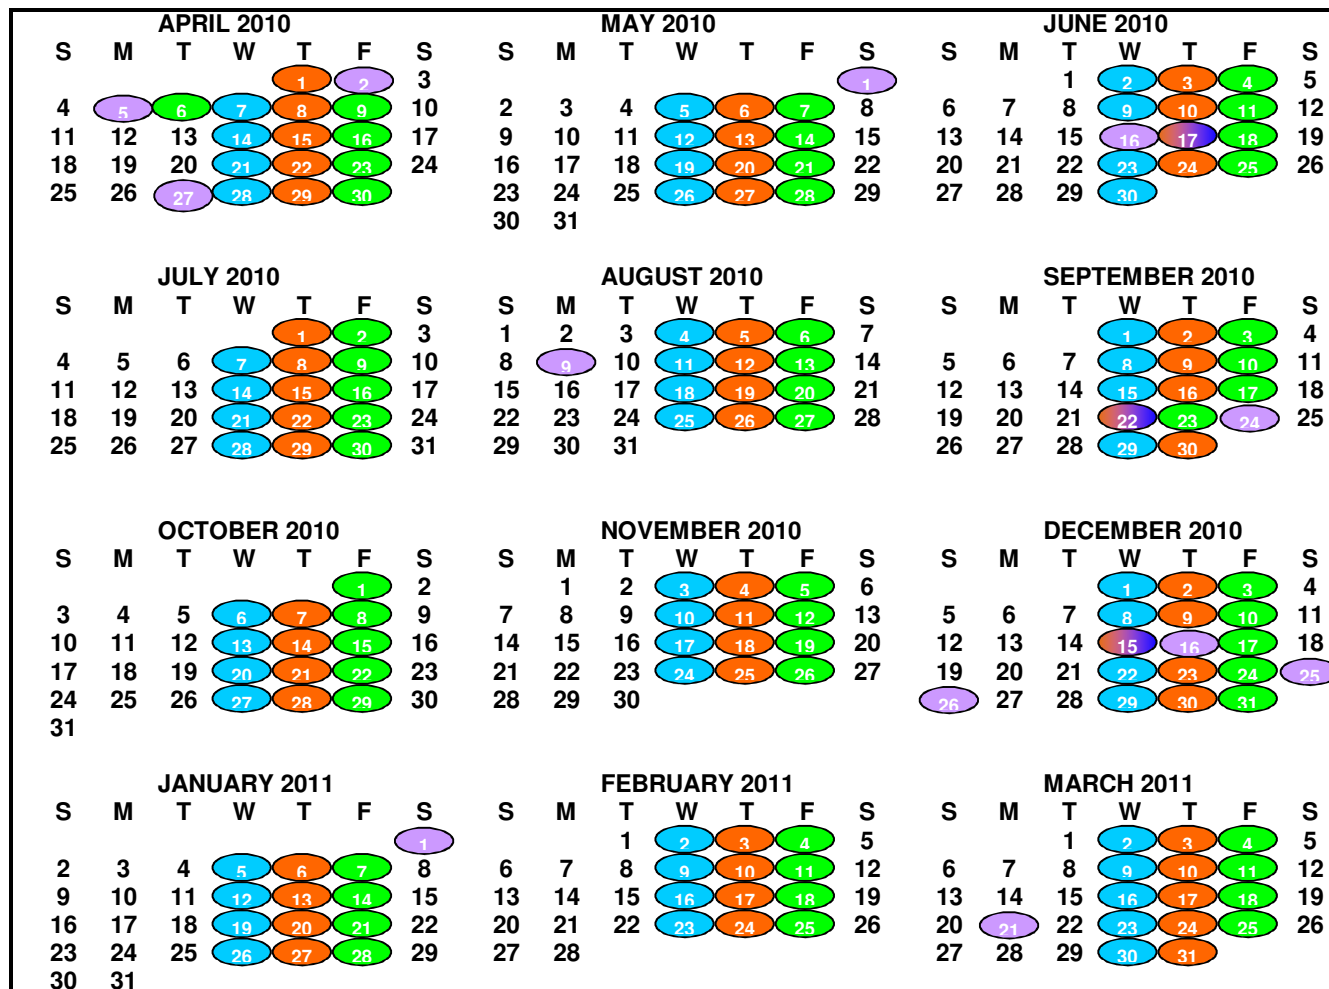 APRIL 2010 MAY 2010 JUNE 2010
S M T W T F S S M T W T F S S M T W T F S
1 2 3 1 1 2 3 4 5
4 5 6 7 8 9 10 2 3 4 5 6 7 8 6 7 8 9 10 11 12
11 12 13 14 15 16 17 9 10 11 12 13 14 15 13 14 15 16 17 18 19
18 19 20 21 22 23 24 16 17 18 19 20 21 22 20 21 22 23 24 25 26
25 26 27 28 29 30 23 24 25 26 27 28 29 27 28 29 30
30 31
JULY 2010 AUGUST 2010 SEPTEMBER 2010
S M T W T F S S M T W T F S S M T W T F S
1 2 3 1 2 3 4 5 6 7 1 2 3 4
4 5 6 7 8 9 10 8 9 10 11 12 13 14 5 6 7 8 9 10 11
11 12 13 14 15 16 17 15 16 17 18 19 20 21 12 13 14 15 16 17 18
18 19 20 21 22 23 24 22 23 24 25 26 27 28 19 20 21 22 23 24 25
25 26 27 28 29 30 31 29 30 31 26 27 28 29 30
OCTOBER 2010 NOVEMBER 2010 DECEMBER 2010
S M T W T F S S M T W T F S S M T W T F S
1 2 1 2 3 4 5 6 1 2 3 4
3 4 5 6 7 8 9 7 8 9 10 11 12 13 5 6 7 8 9 10 11
10 11 12 13 14 15 16 14 15 16 17 18 19 20 12 13 14 15 16 17 18
17 18 19 20 21 22 23 21 22 23 24 25 26 27 19 20 21 22 23 24 25
24 25 26 27 28 29 30 28 29 30 26 27 28 29 30 31
31
JANUARY 2011 FEBRUARY 2011 MARCH 2011
S M T W T F S S M T W T F S S M T W T F S
1 1 2 3 4 5 1 2 3 4 5
2 3 4 5 6 7 8 6 7 8 9 10 11 12 6 7 8 9 10 11 12
9 10 11 12 13 14 15 13 14 15 16 17 18 19 13 14 15 16 17 18 19
16 17 18 19 20 21 22 20 21 22 23 24 25 26 20 21 22 23 24 25 26
23 24 25 26 27 28 29 27 28 27 28 29 30 31
30 31